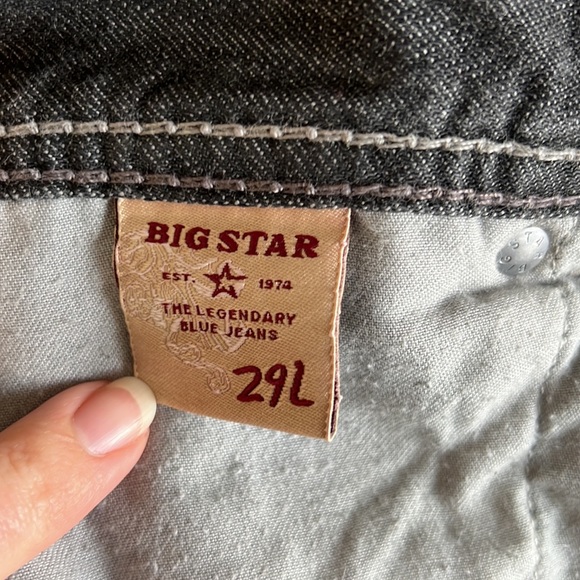 BIG STAR
EST. 1974
THE LEGENDARY
BLUE JEANS
29L